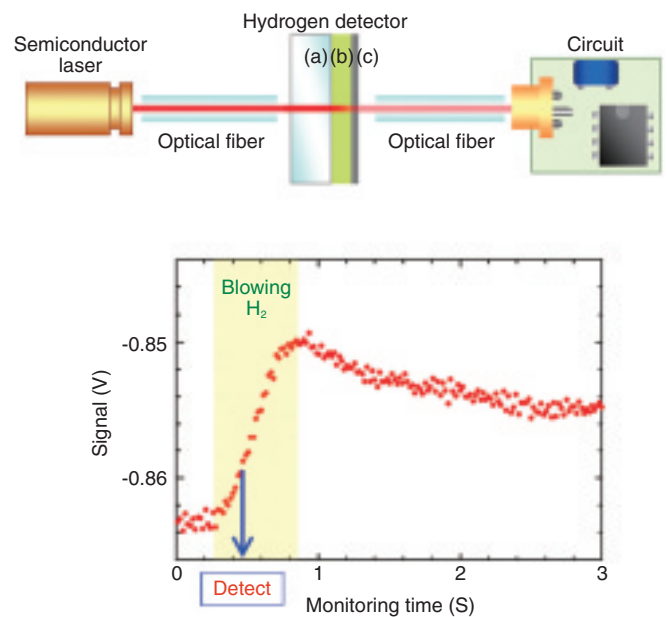 Hydrogen detector
Semiconductor
laser
(a) (b) (c)
Circuit
Optical fiber
Optical fiber
Blowing
H₂
-0.85
-0.86
Signal (V)
0
1
2
3
Detect
Monitoring time (S)